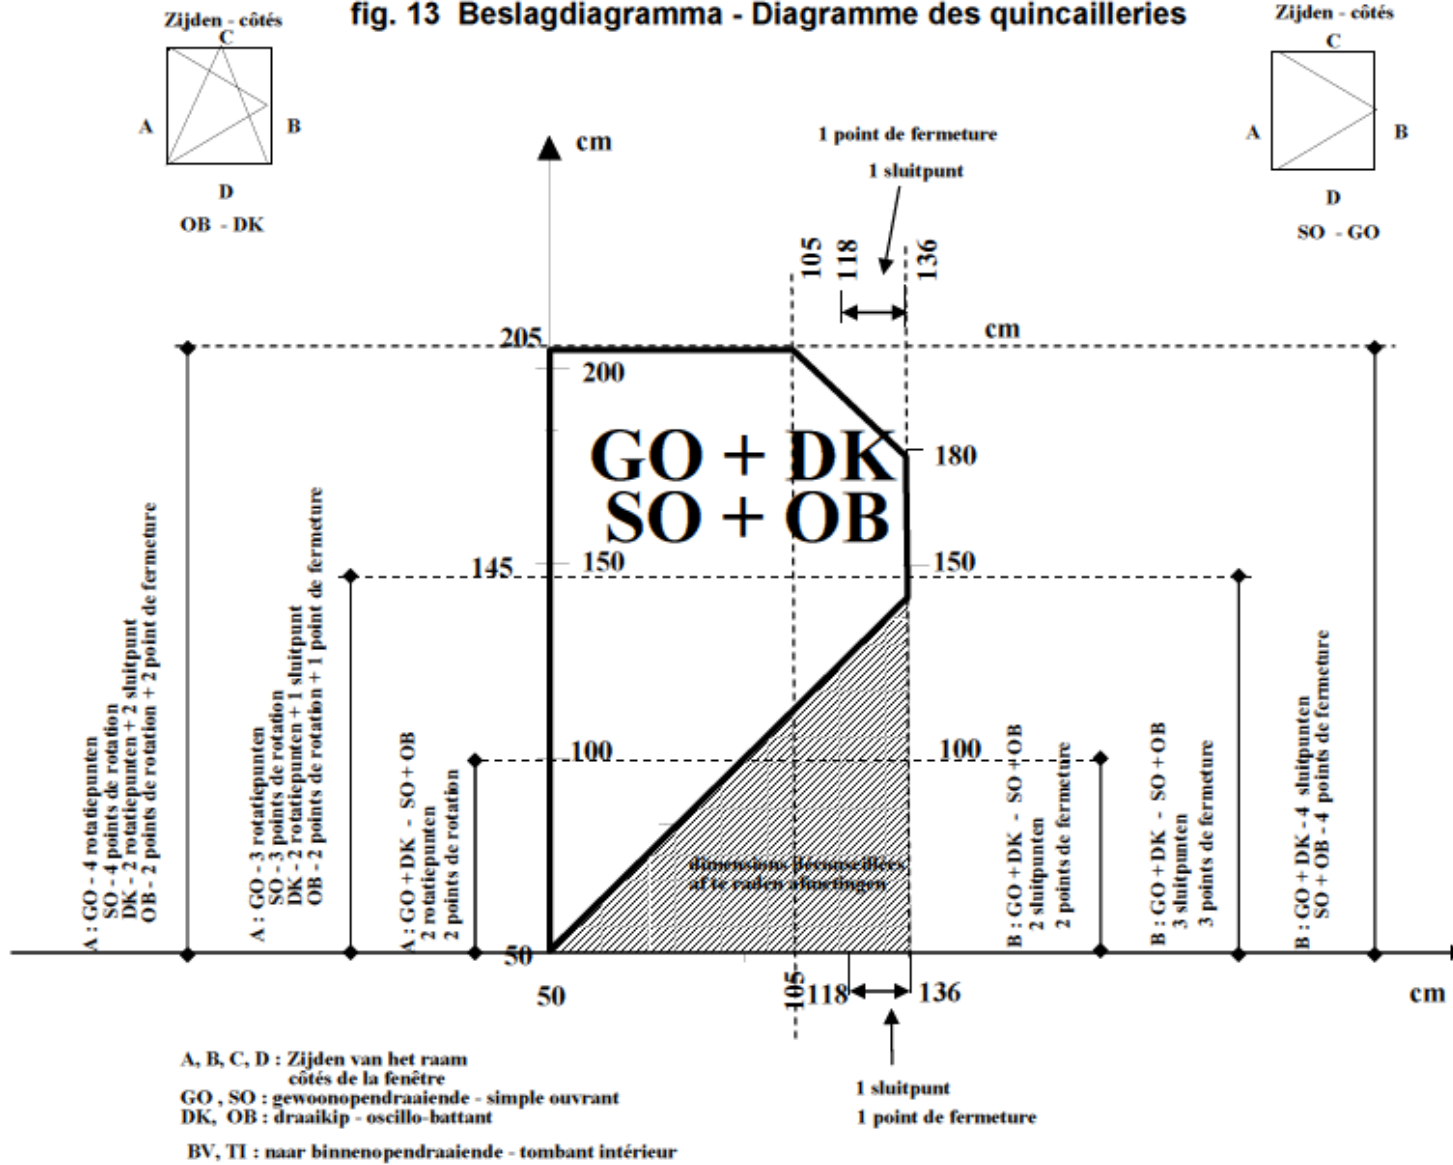 fig. 13 Beslagdiagramma - Diagramme des quincailleries
Zijden - côtés
C
A
B
D
OB - DK
Zijden - côtés
C
A
B
D
SO - GO
cm
1 point de fermeture
1 sluitpunt
105
118
136
cm
205
200
GO + DK
SO + OB
180
145
150
150
100
100
dimensions déconseillées
af te raden afmetingen
A : GO - 4 rotatiepunten
SO - 4 points de rotation
DK - 2 rotatiepunten + 2 sluitpunt
OB - 2 points de rotation + 2 point de fermeture
A : GO - 3 rotatiepunten
SO - 3 points de rotation
DK - 2 rotatiepunten + 1 sluitpunt
OB - 2 points de rotation + 1 point de fermeture
A : GO + DK - SO + OB
2 rotatiepunten
2 points de rotation
B : GO + DK - SO + OB
2 sluitpunten
2 points de fermeture
B : GO + DK - SO + OB
3 sluitpunten
3 points de fermeture
B : GO + DK - 4 sluitpunten
SO + OB - 4 points de fermeture
50
50
105
118
136
cm
1 sluitpunt
1 point de fermeture
A, B, C, D : Zijden van het raam
côtés de la fenêtre
GO , SO : gewoonopendraaiende - simple ouvrant
DK, OB : draaikip - oscillo-battant
BV, TI : naar binnenopendraaiende - tombant intérieur